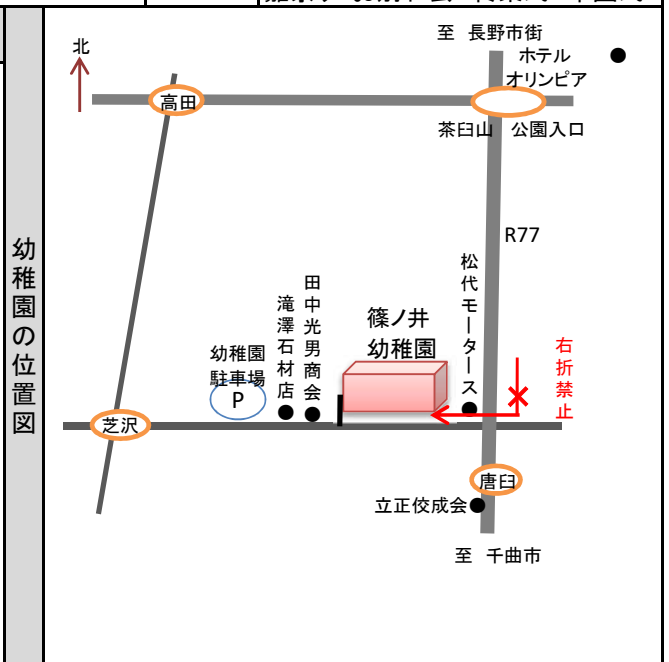 幼稚園の位置図
北
至 長野市街
ホテル
オリンピア
高田
茶臼山 公園入口
R77
松代モータース
田中光男商会
滝澤石材店
篠ノ井
幼稚園
幼稚園
駐車場
P
右折禁止
芝沢
唐臼
立正佼成会
至 千曲市